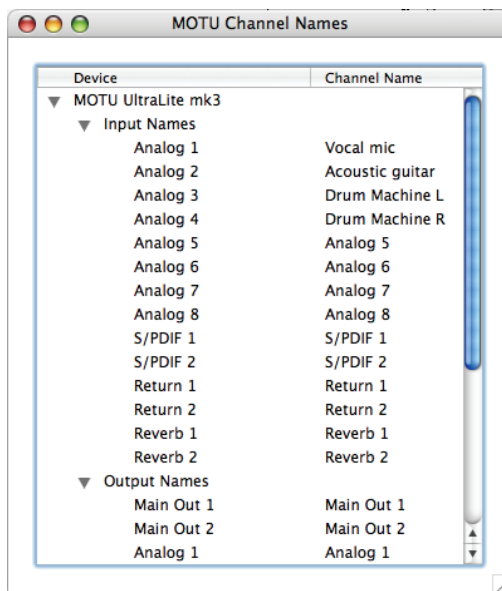 MOTU Channel Names
Device Channel Name
MOTU UltraLite mk3
Input Names
Analog 1 Vocal mic
Analog 2 Acoustic guitar
Analog 3 Drum Machine L
Analog 4 Drum Machine R
Analog 5 Analog 5
Analog 6 Analog 6
Analog 7 Analog 7
Analog 8 Analog 8
S/PDIF 1 S/PDIF 1
S/PDIF 2 S/PDIF 2
Return 1 Return 1
Return 2 Return 2
Reverb 1 Reverb 1
Reverb 2 Reverb 2
Output Names
Main Out 1 Main Out 1
Main Out 2 Main Out 2
Analog 1 Analog 1